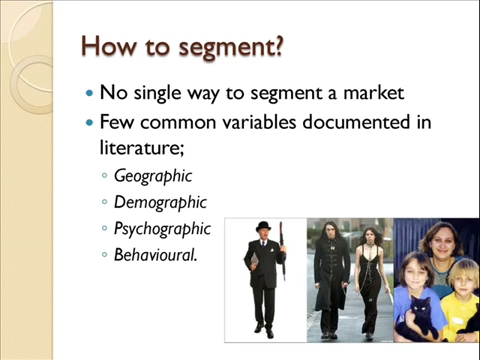 How to segment?
No single way to segment a market
Few common variables documented in
literature;
Geographic
Demographic
Psychographic
Behavioural.